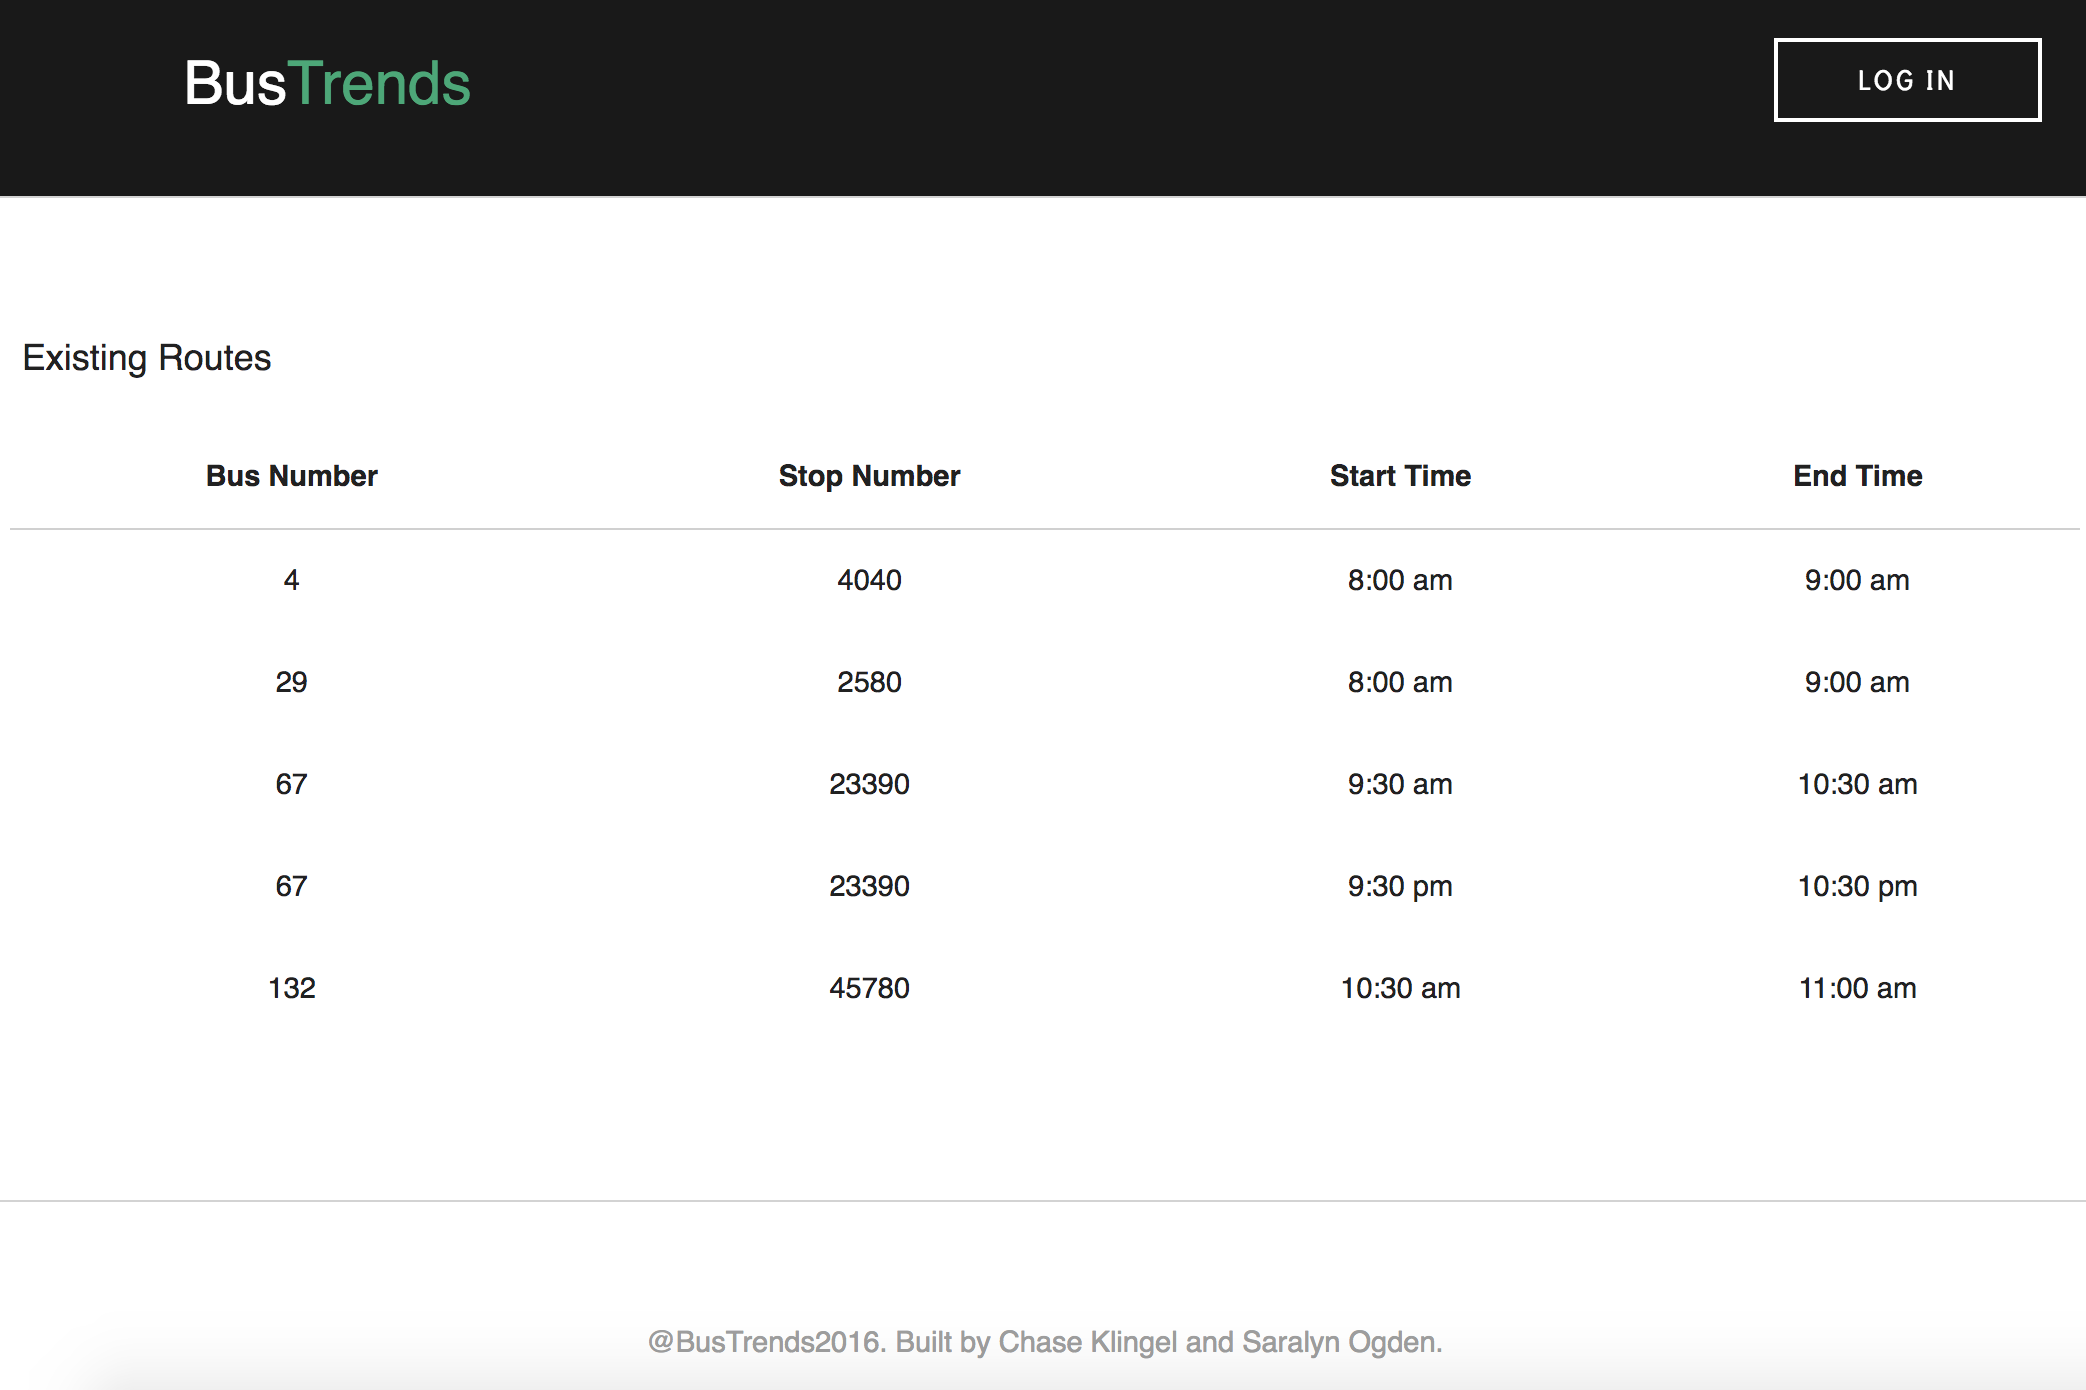 BusTrends
LOG IN
Existing Routes
Bus Number Stop Number Start Time End Time
4 4040 8:00 am 9:00 am
29 2580 8:00 am 9:00 am
67 23390 9:30 am 10:30 am
67 23390 9:30 pm 10:30 pm
132 45780 10:30 am 11:00 am
@BusTrends2016. Built by Chase Klingel and Saralyn Ogden.